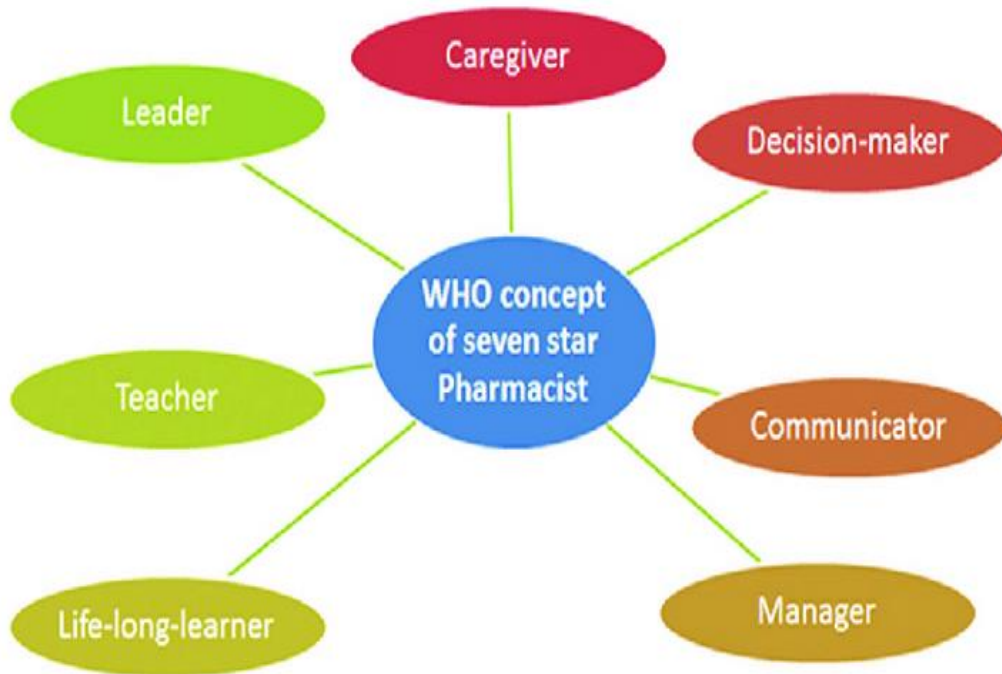 Caregiver
Leader
Decision-maker
WHO concept
of seven star
Pharmacist
Teacher
Communicator
Life-long-learner
Manager